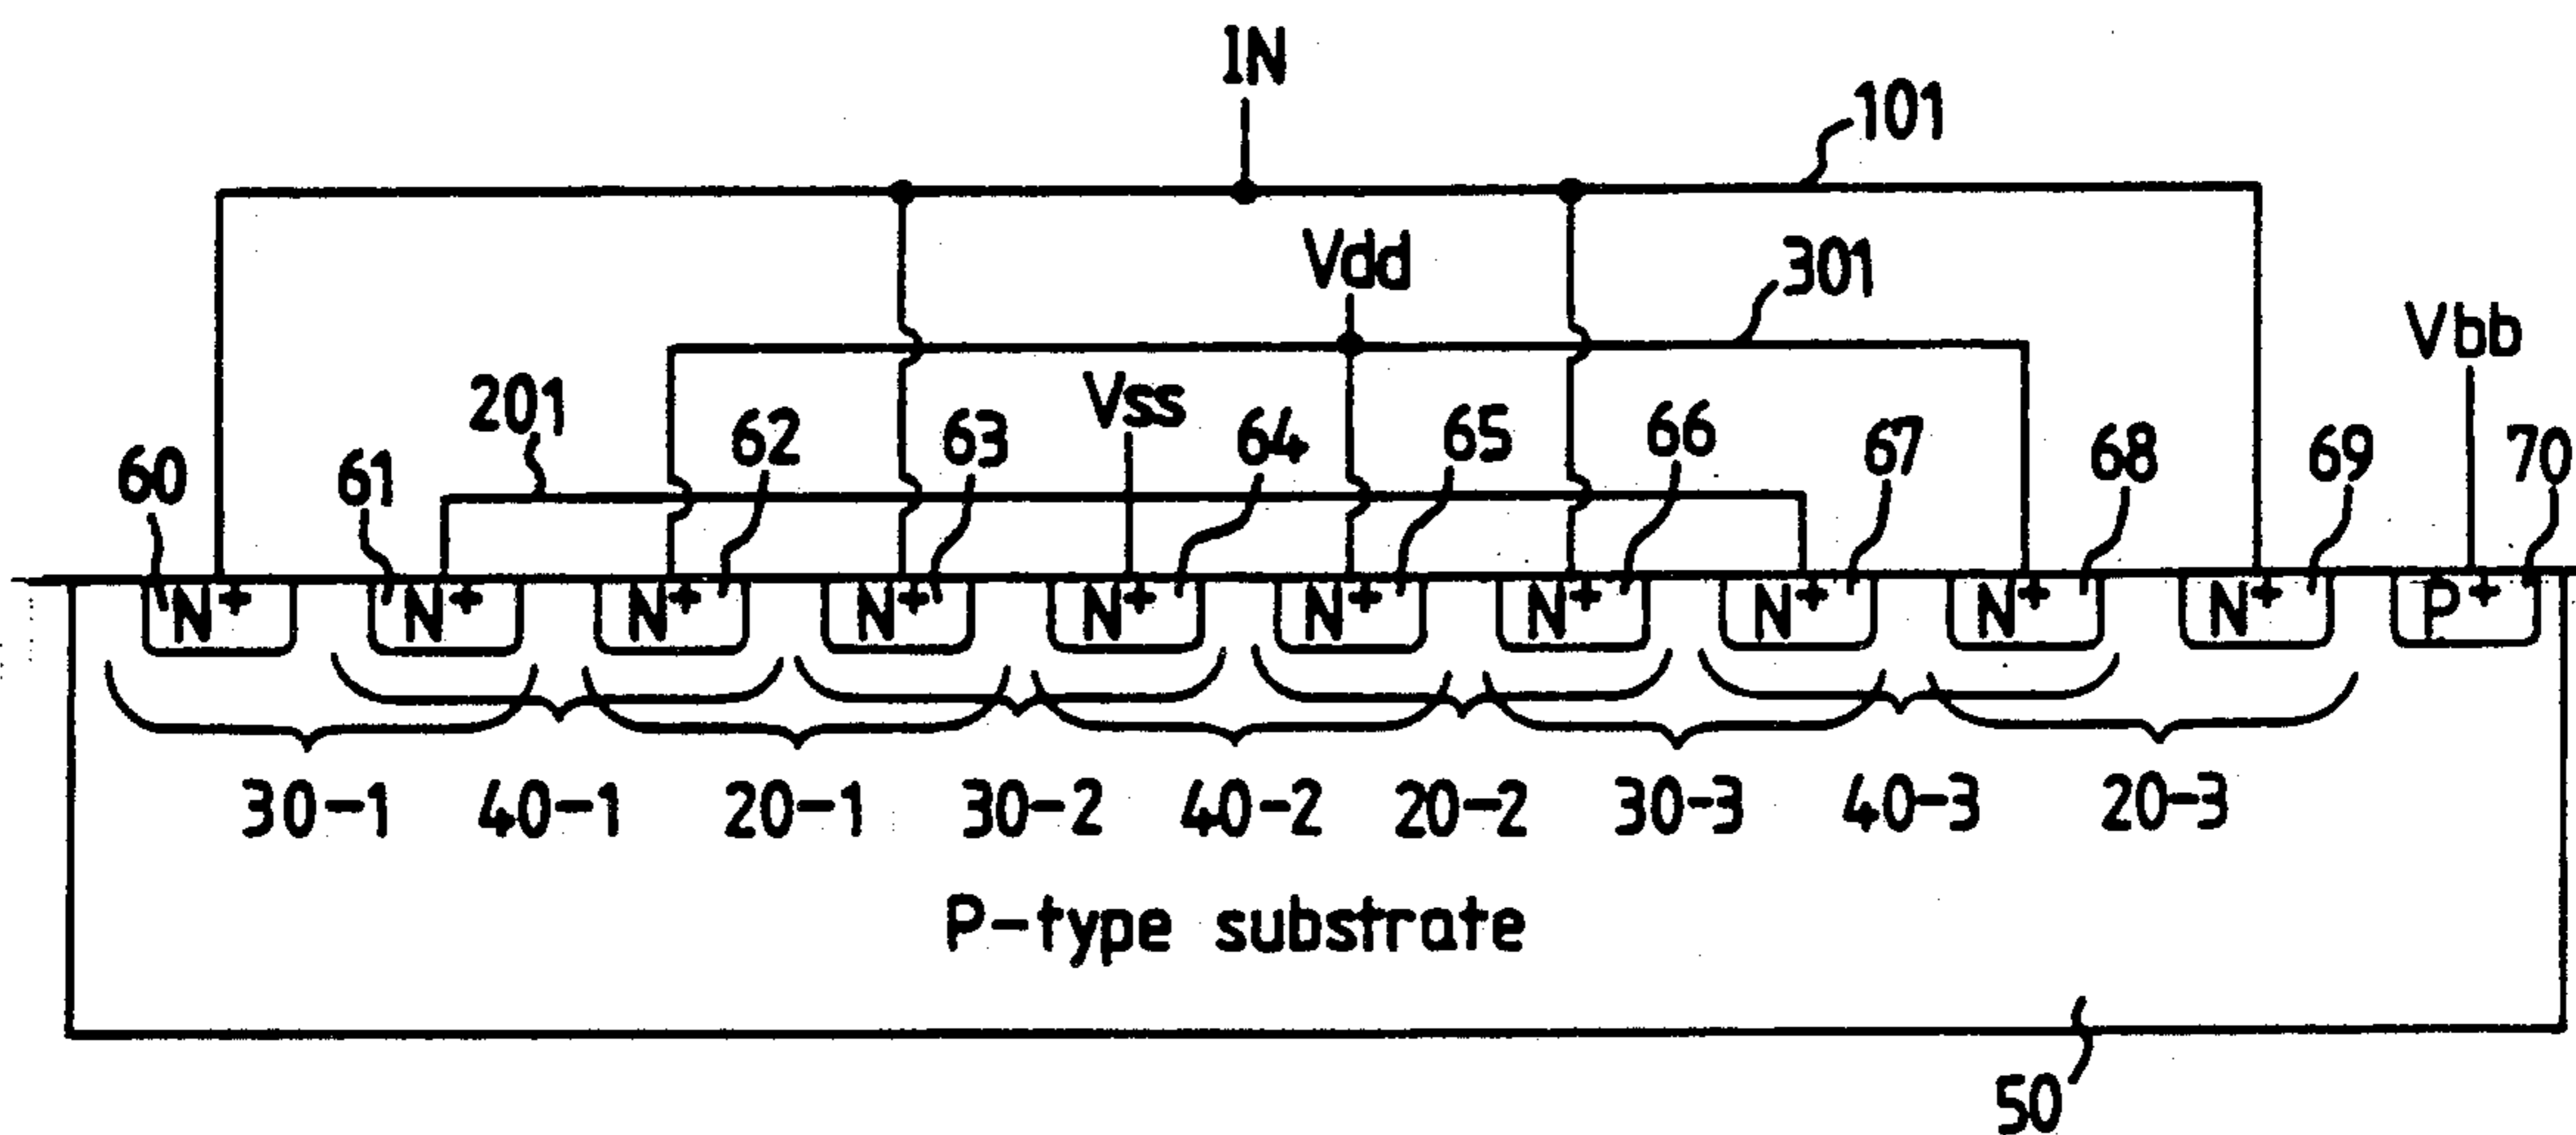 IN
101
Vdd
301
Vbb
201
Vss
60
61
62
63
64
65
66
67
68
69
70
N+
N+
N+
N+
N+
N+
N+
N+
N+
N+
P+
30-1
40-1
20-1
30-2
40-2
20-2
30-3
40-3
20-3
P-type substrate
50